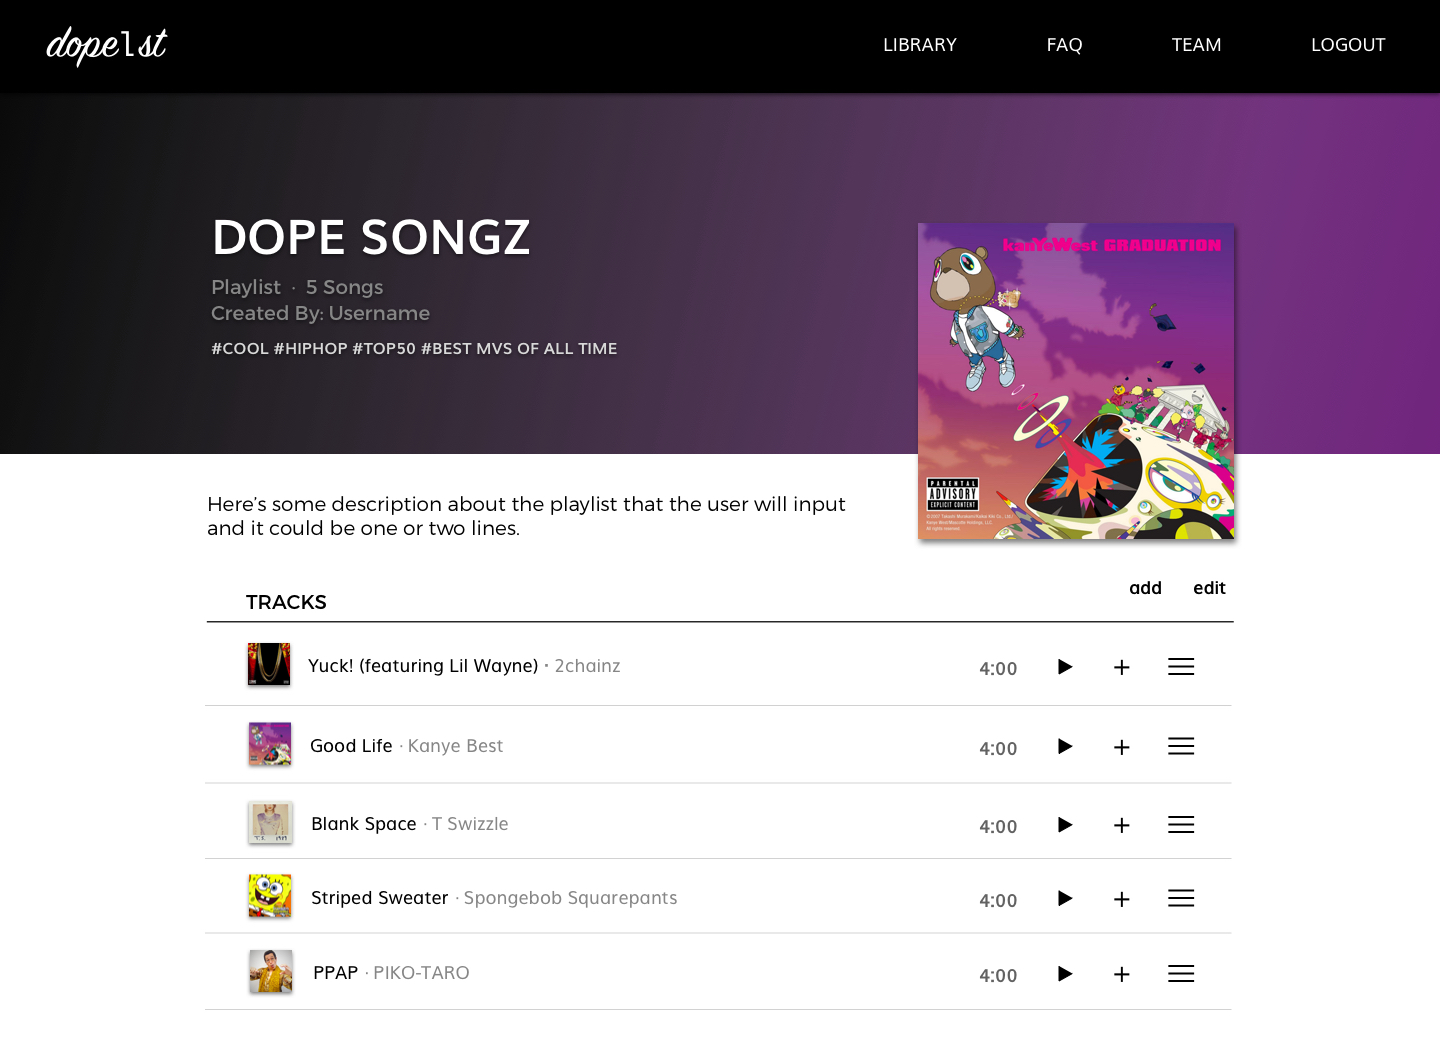 dope1st
LIBRARY FAQ TEAM LOGOUT
DOPE SONGZ
Playlist · 5 Songs
Created By: Username
#COOL #HIPHOP #TOP50 #BEST MVS OF ALL TIME
kanYeWest GRADUATION
PARENTAL
ADVISORY
EXPLICIT CONTENT
All rights reserved.
Here's some description about the playlist that the user will input
and it could be one or two lines.
add edit
TRACKS
Yuck! (featuring Lil Wayne) · 2chainz 4:00
Good Life · Kanye Best 4:00
Blank Space · T Swizzle 4:00
Striped Sweater · Spongebob Squarepants 4:00
PPAP · PIKO-TARO 4:00